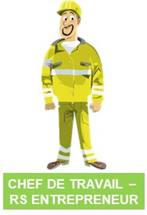 CHEF DE TRAVAIL –
RS ENTREPRENEUR